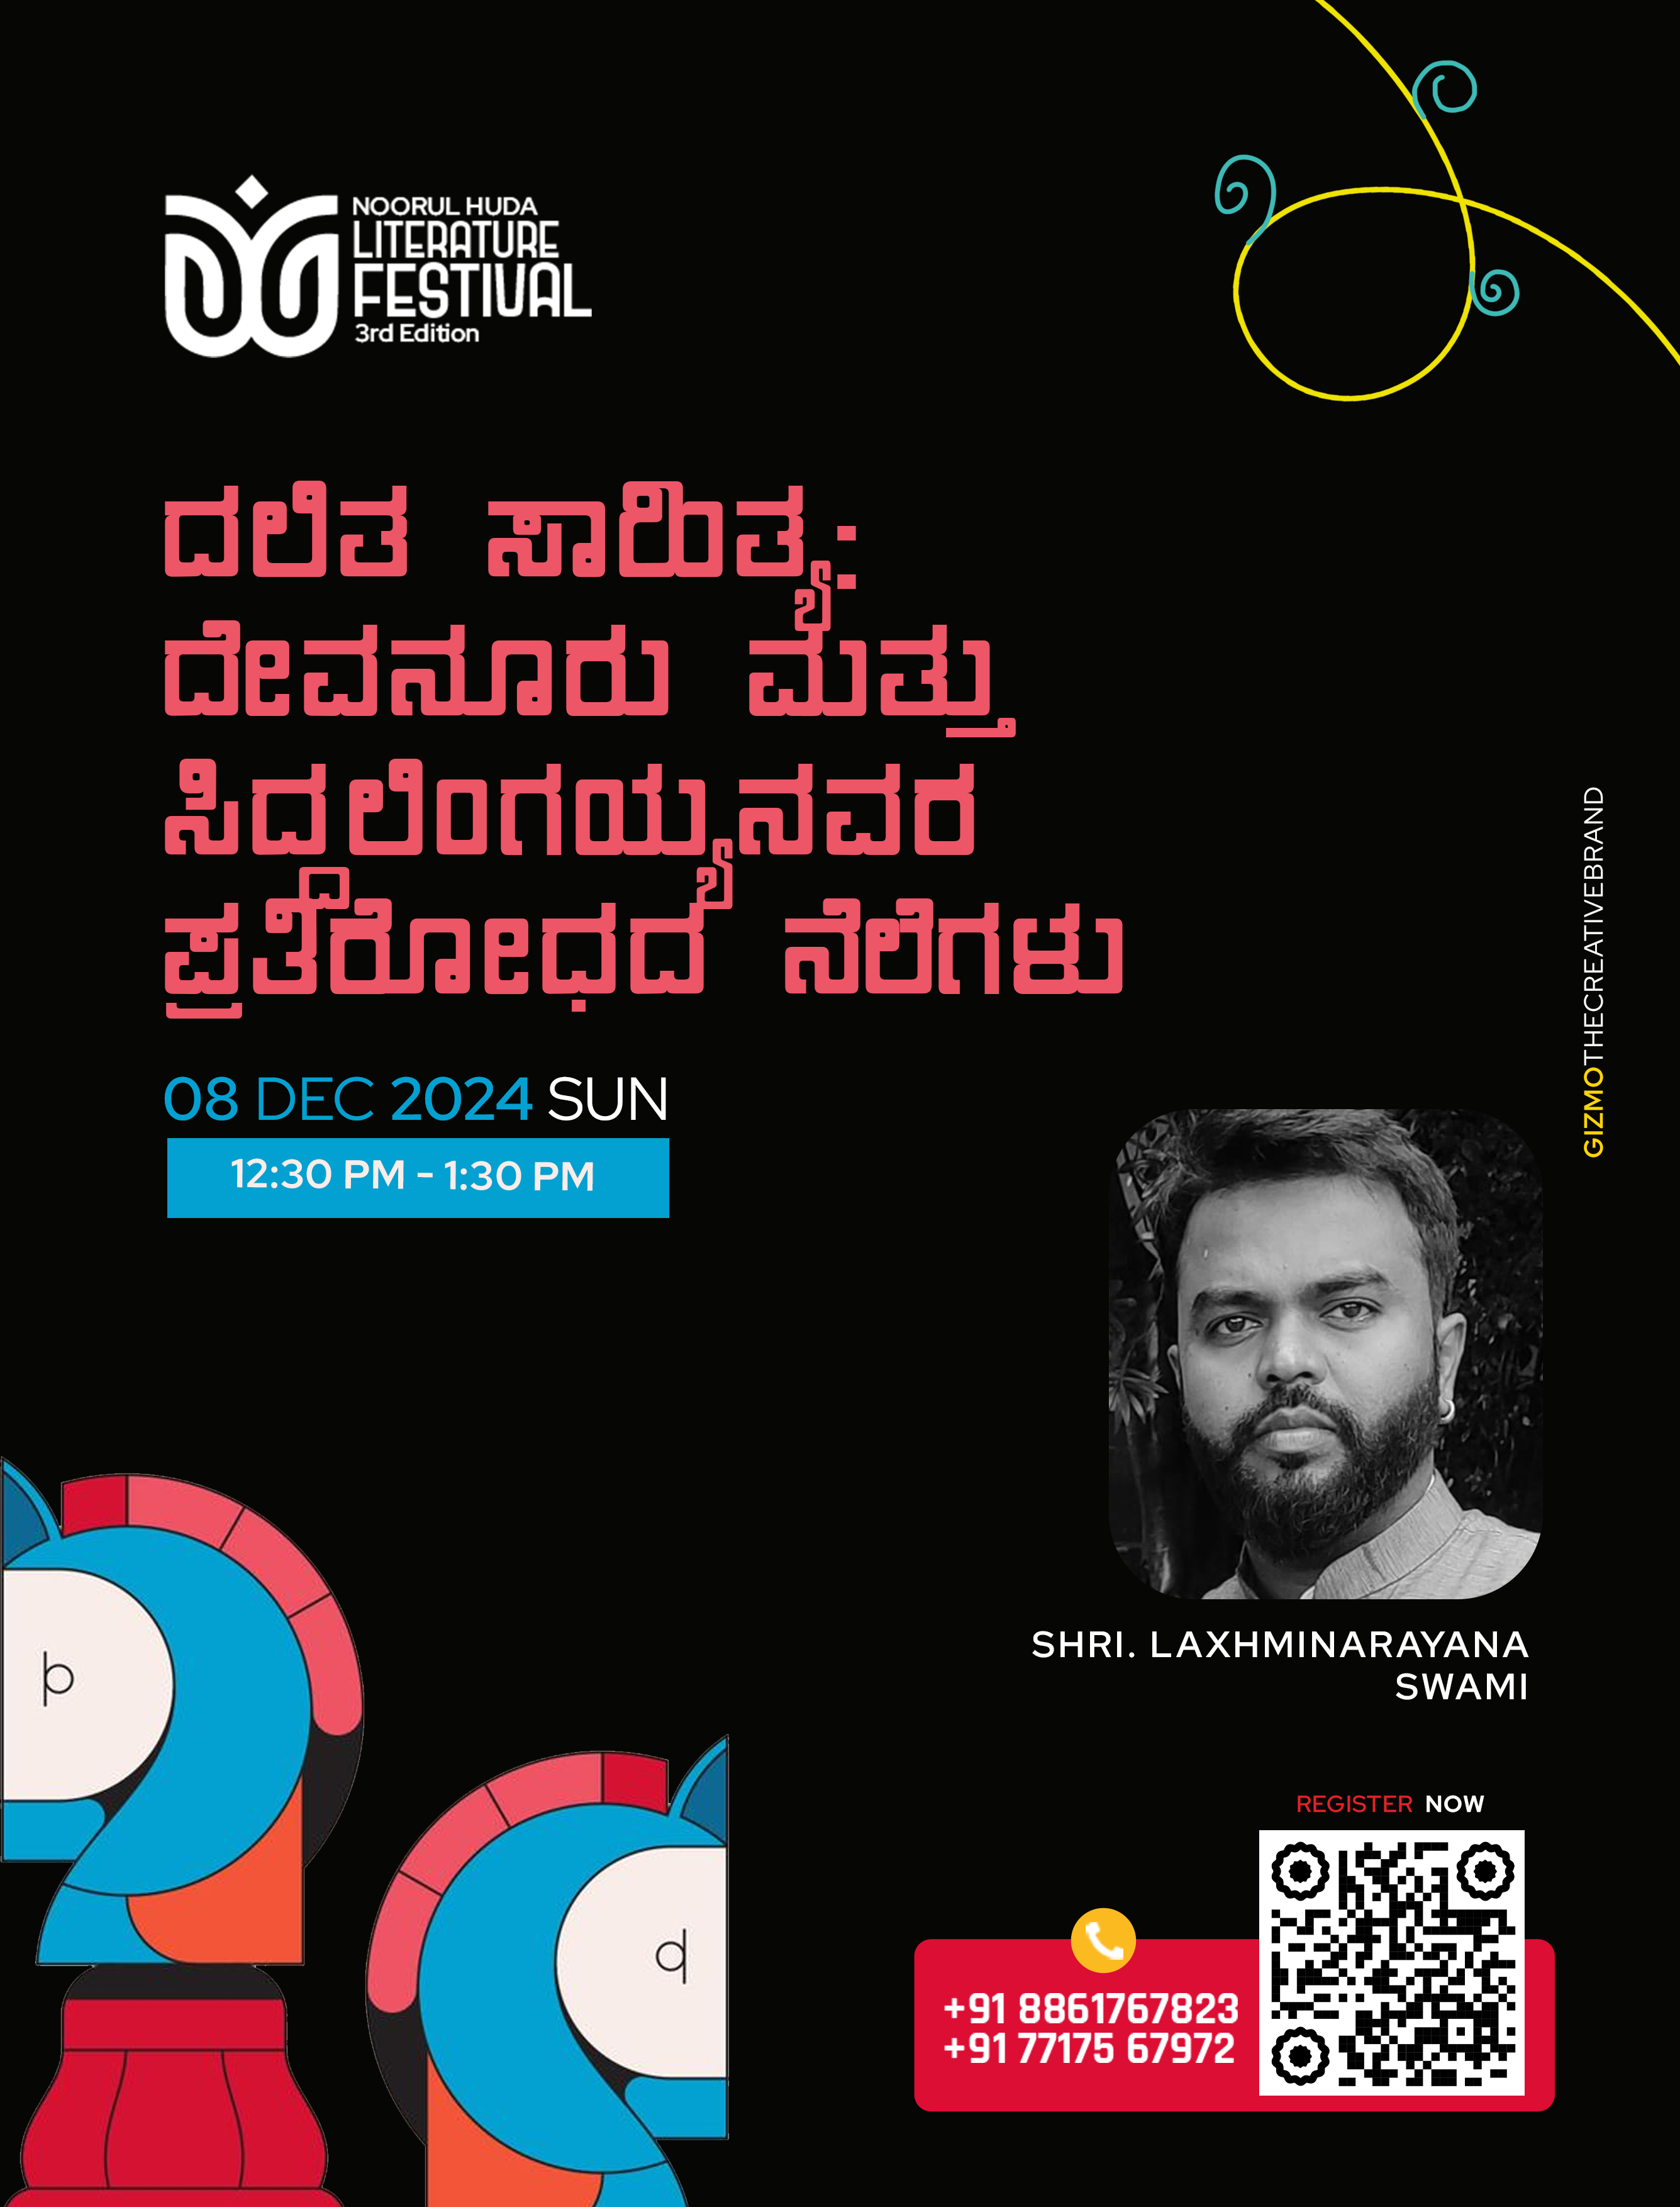 NOORUL HUDA
LITERATURE
FESTIVAL
3rd Edition
ದಲಿತ ಸಾಹಿತ್ಯ:
ದೇವನೂರು ಮತ್ತು
ಸಿದ್ದಲಿಂಗಯ್ಯನವರ
ಪ್ರತಿರೋಧದ ನೆಲೆಗಳು
08 DEC 2024 SUN
12:30 PM - 1:30 PM
GIZMOTHECREATIVEBRAND
SHRI. LAXHMINARAYANA
SWAMI
REGISTER NOW
+91 8861767823
+91 77175 67972
p
d